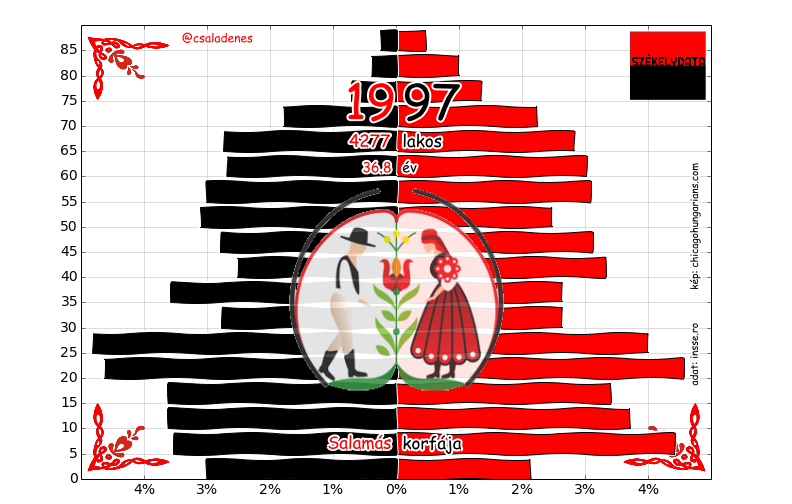 @csaladenes
SZÉKELYDATA
1997
4277 lakos
36.8 év
kép: chicagohungarians.com
adat: insse.ro
Salamás korfája
85
80
75
70
65
60
55
50
45
40
35
30
25
20
15
10
5
0
4% 3% 2% 1% 0% 1% 2% 3% 4%